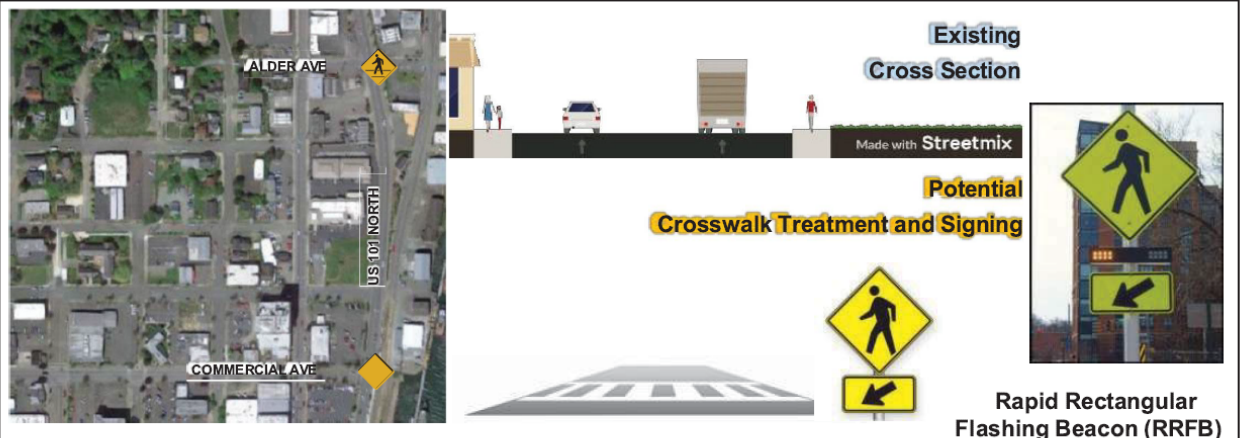 ALDER AVE
US 101 NORTH
COMMERCIAL AVE
Existing
Cross Section
Made with Streetmix
Potential
Crosswalk Treatment and Signing
Rapid Rectangular
Flashing Beacon (RRFB)